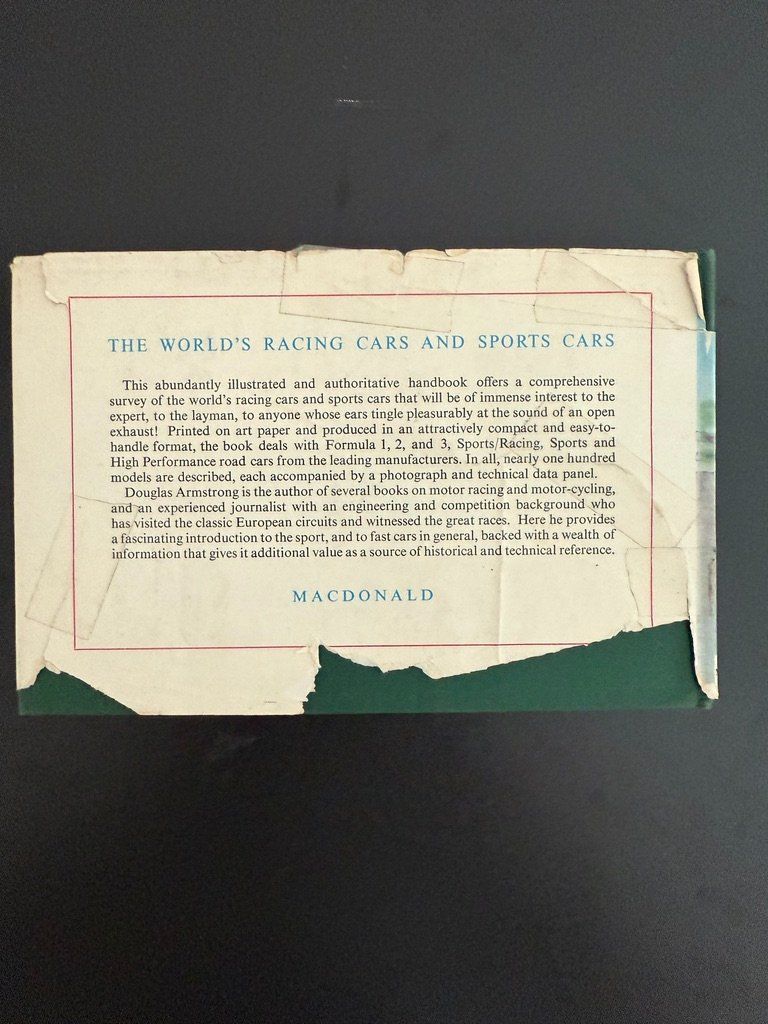 THE WORLD'S RACING CARS AND SPORTS CARS
This abundantly illustrated and authoritative handbook offers a comprehensive
survey of the world's racing cars and sports cars that will be of immense interest to the
expert, to the layman, to anyone whose ears tingle pleasurably at the sound of an open
exhaust! Printed on art paper and produced in an attractively compact and easy-to-
handle format, the book deals with Formula 1, 2, and 3, Sports/Racing, Sports and
High Performance road cars from the leading manufacturers. In all, nearly one hundred
models are described, each accompanied by a photograph and technical data panel.
Douglas Armstrong is the author of several books on motor racing and motor-cycling,
and an experienced journalist with an engineering and competition background who
has visited the classic European circuits and witnessed the great races. Here he provides
a fascinating introduction to the sport, and to fast cars in general, backed with a wealth of
information that gives it additional value as a source of historical and technical reference.
MACDONALD